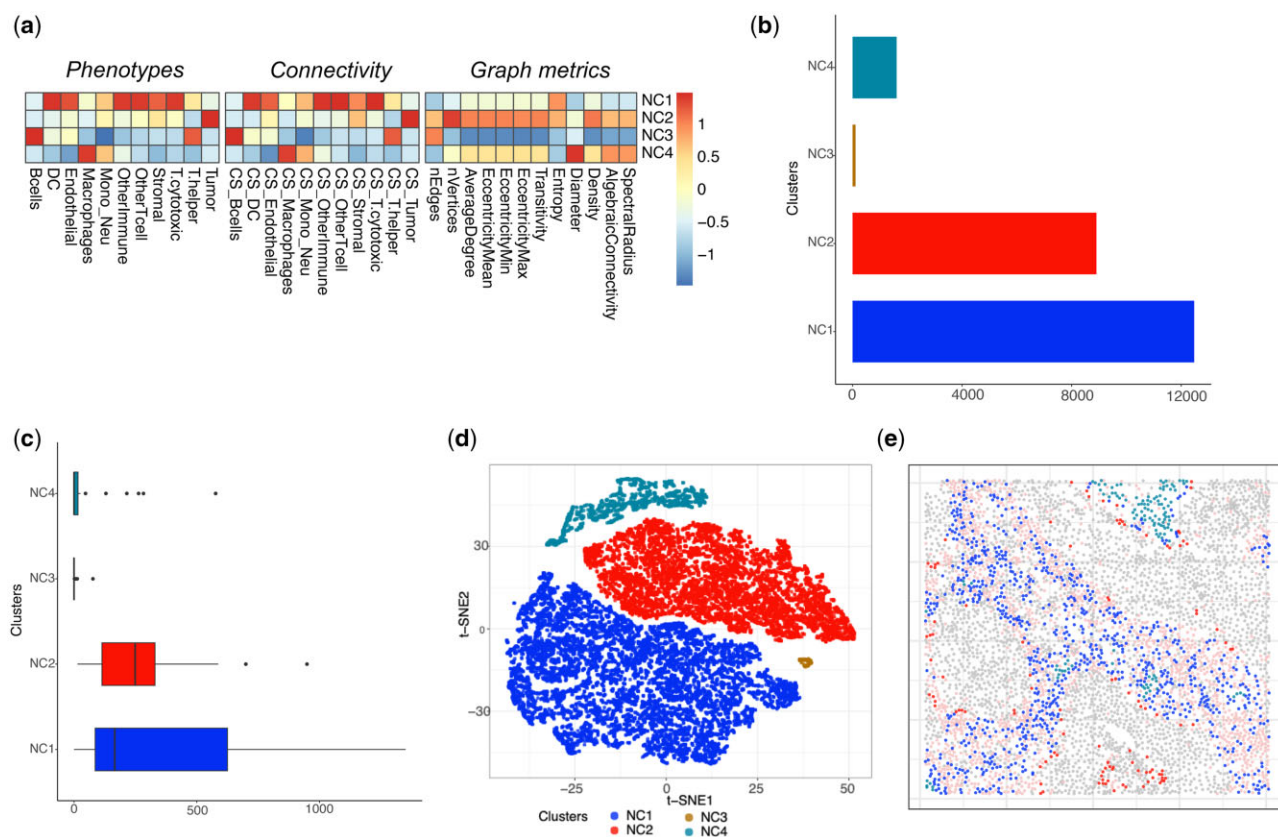 (a)
Phenotypes Connectivity Graph metrics
NC1
NC2
NC3
NC4
1
0.5
0
−0.5
−1
Bcells
DC
Endothelial
Macrophages
Mono_Neu
OtherImmune
OtherTcell
Stromal
T.cytotoxic
T.helper
Tumor
CS_Bcells
CS_DC
CS_Endothelial
CS_Macrophages
CS_Mono_Neu
CS_OtherImmune
CS_OtherTcell
CS_Stromal
CS_T.cytotoxic
CS_T.helper
CS_Tumor
nEdges
nVertices
AverageDegree
EccentricityMean
EccentricityMin
EccentricityMax
Transitivity
Entropy
Diameter
Density
AlgebraicConnectivity
SpectralRadius
(b)
Clusters
NC4
NC3
NC2
NC1
0 4000 8000 12000
(c)
Clusters
NC4
NC3
NC2
NC1
0 500 1000
(d)
t−SNE2
30
0
−30
−25 0 25 50
t−SNE1
Clusters NC1 NC3
NC2 NC4
(e)